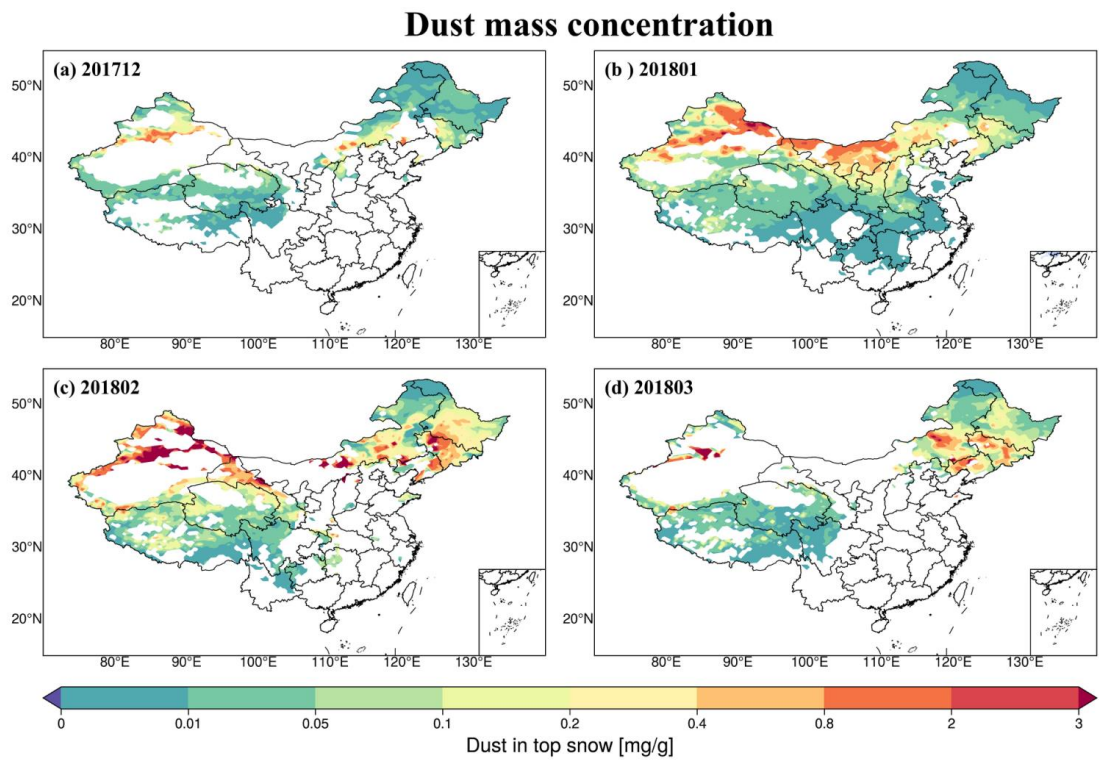 Dust mass concentration
(a) 201712
(b ) 201801
50°N
40°N
30°N
20°N
50°N
40°N
30°N
20°N
80°E 90°E 100°E 110°E 120°E 130°E
80°E 90°E 100°E 110°E 120°E 130°E
(c) 201802
(d) 201803
50°N
40°N
30°N
20°N
50°N
40°N
30°N
20°N
80°E 90°E 100°E 110°E 120°E 130°E
80°E 90°E 100°E 110°E 120°E 130°E
0 0.01 0.05 0.1 0.2 0.4 0.8 2 3
Dust in top snow [mg/g]